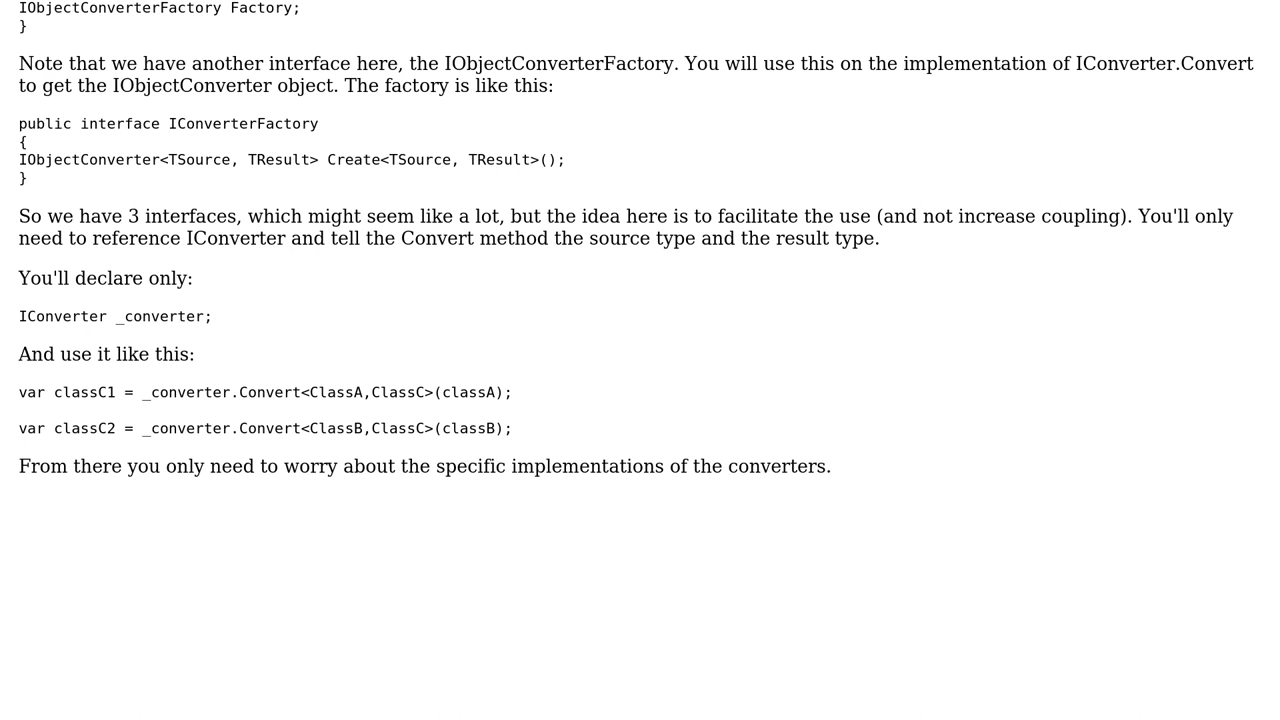 IObjectConverterFactory Factory;
}
Note that we have another interface here, the IObjectConverterFactory. You will use this on the implementation of IConverter.Convert
to get the IObjectConverter object. The factory is like this:
public interface IConverterFactory
{
IObjectConverter<TSource, TResult> Create<TSource, TResult>();
}
So we have 3 interfaces, which might seem like a lot, but the idea here is to facilitate the use (and not increase coupling). You'll only
need to reference IConverter and tell the Convert method the source type and the result type.
You'll declare only:
IConverter _converter;
And use it like this:
var classC1 = _converter.Convert<ClassA,ClassC>(classA);
var classC2 = _converter.Convert<ClassB,ClassC>(classB);
From there you only need to worry about the specific implementations of the converters.